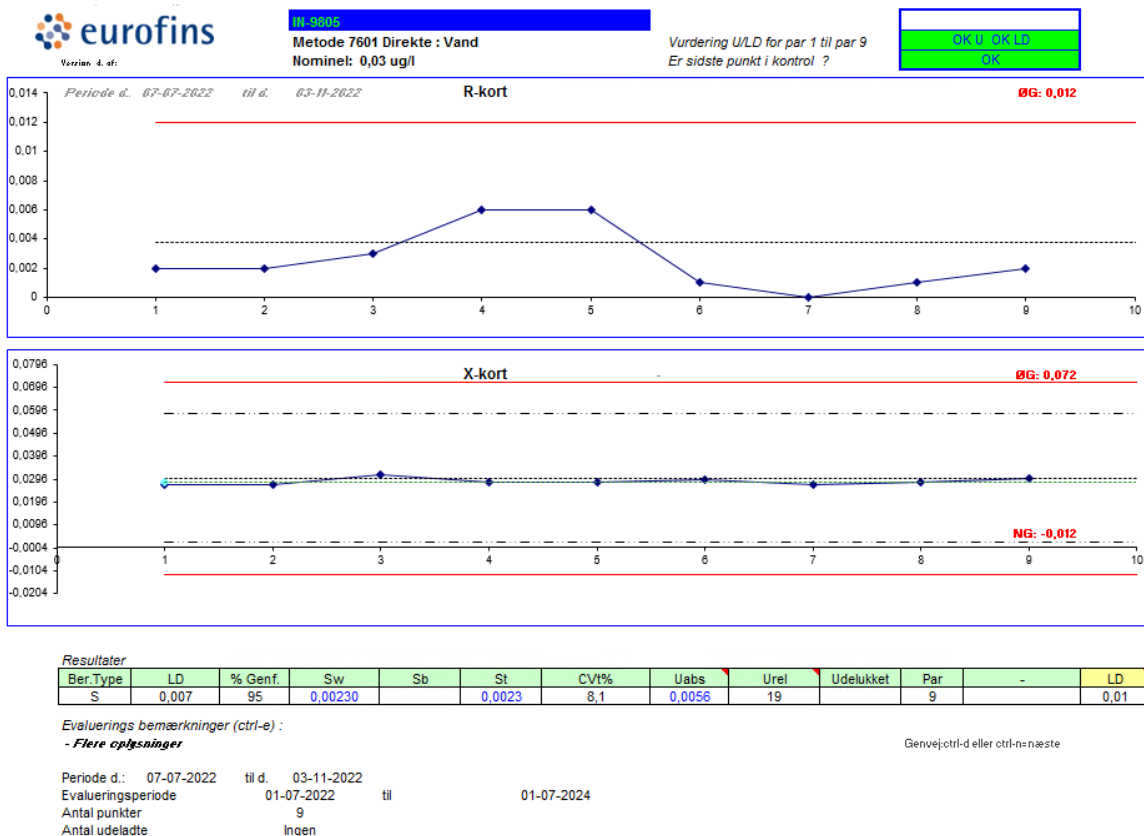 eurofins
Version d. af:
IN-9805
Metode 7601 Direkte : Vand
Nominel: 0,03 ug/l
Vurdering U/LD for par 1 til par 9
Er sidste punkt i kontrol ?
OK U OK LD
OK
Periode d.. 07-07-2022 til d. 03-11-2022
R-kort
ØG: 0,012
0,014
0,012
0,01
0,008
0,006
0,004
0,002
0
0 1 2 3 4 5 6 7 8 9 10
X-kort
-
ØG: 0,072
0,0796
0,0696
0,0596
0,0496
0,0396
0,0296
0,0196
0,0096
-0,0004
-0,0104
-0,0204
NG: -0,012
0 1 2 3 4 5 6 7 8 9 10
Resultater
Ber.Type LD % Genf. Sw Sb St CVt% Uabs Urel Udelukket Par - LD
S 0,007 95 0,00230 0,0023 8,1 0,0056 19 9 0,01
Evaluerings bemærkninger (ctrl-e) :
- Flere oplysninger
Genvej:ctrl-d eller ctrl-n=næste
Periode d.: 07-07-2022 til d. 03-11-2022
Evalueringsperiode 01-07-2022 til 01-07-2024
Antal punkter 9
Antal udeladte Ingen